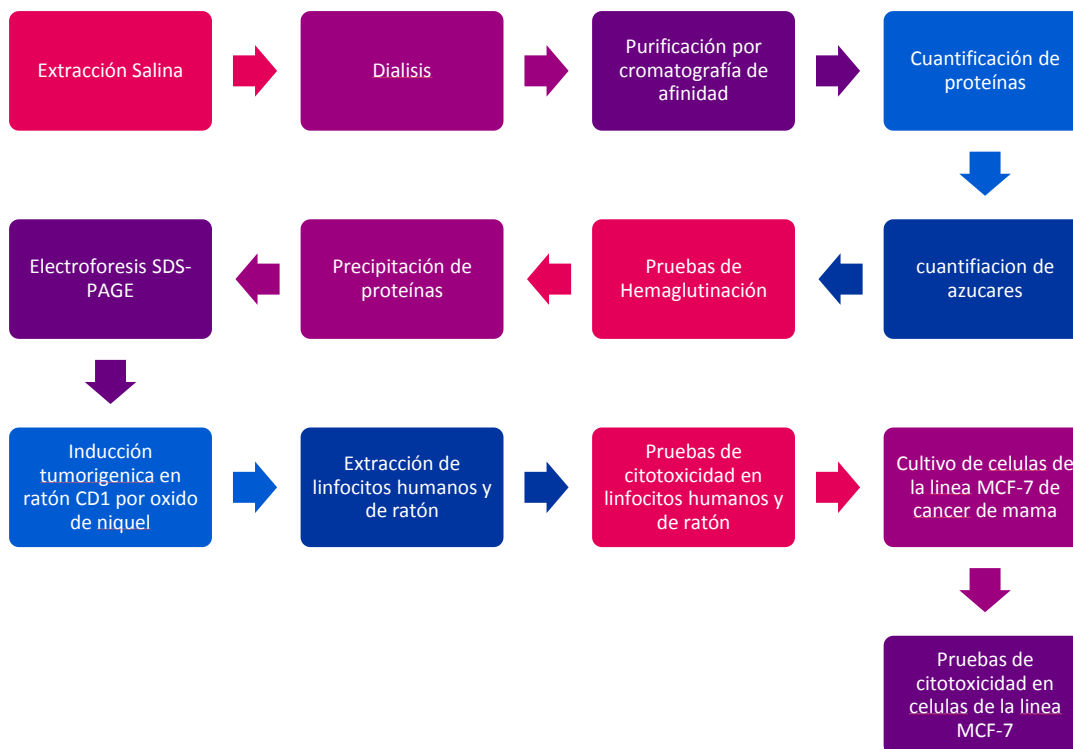 Extracción Salina
Dialisis
Purificación por
cromatografía de
afinidad
Cuantificación de
proteínas
cuantifiacion de
azucares
Pruebas de
Hemaglutinación
Precipitación de
proteínas
Electroforesis SDS-
PAGE
Inducción
tumorigenica en
ratón CD1 por oxido
de niquel
Extracción de
linfocitos humanos y
de ratón
Pruebas de
citotoxicidad en
linfocitos humanos y
de ratón
Cultivo de celulas de
la linea MCF-7 de
cancer de mama
Pruebas de
citotoxicidad en
celulas de la linea
MCF-7